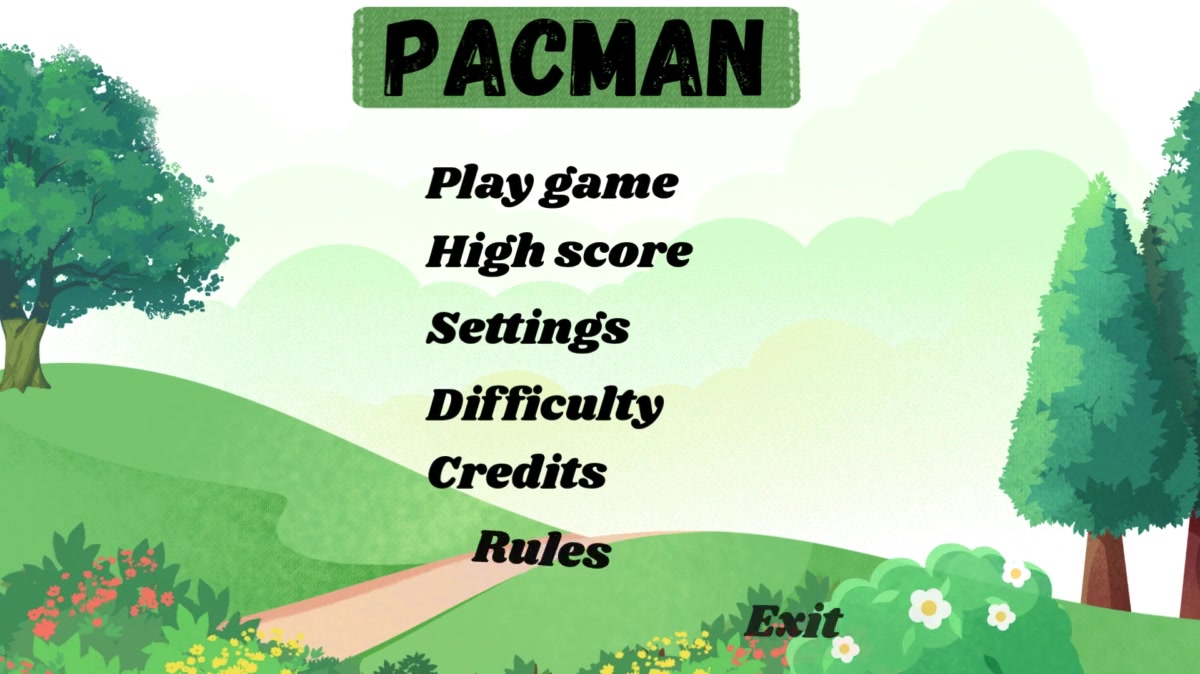 PACMAN
Play game
High score
Settings
Difficulty
Credits
Rules
Exit